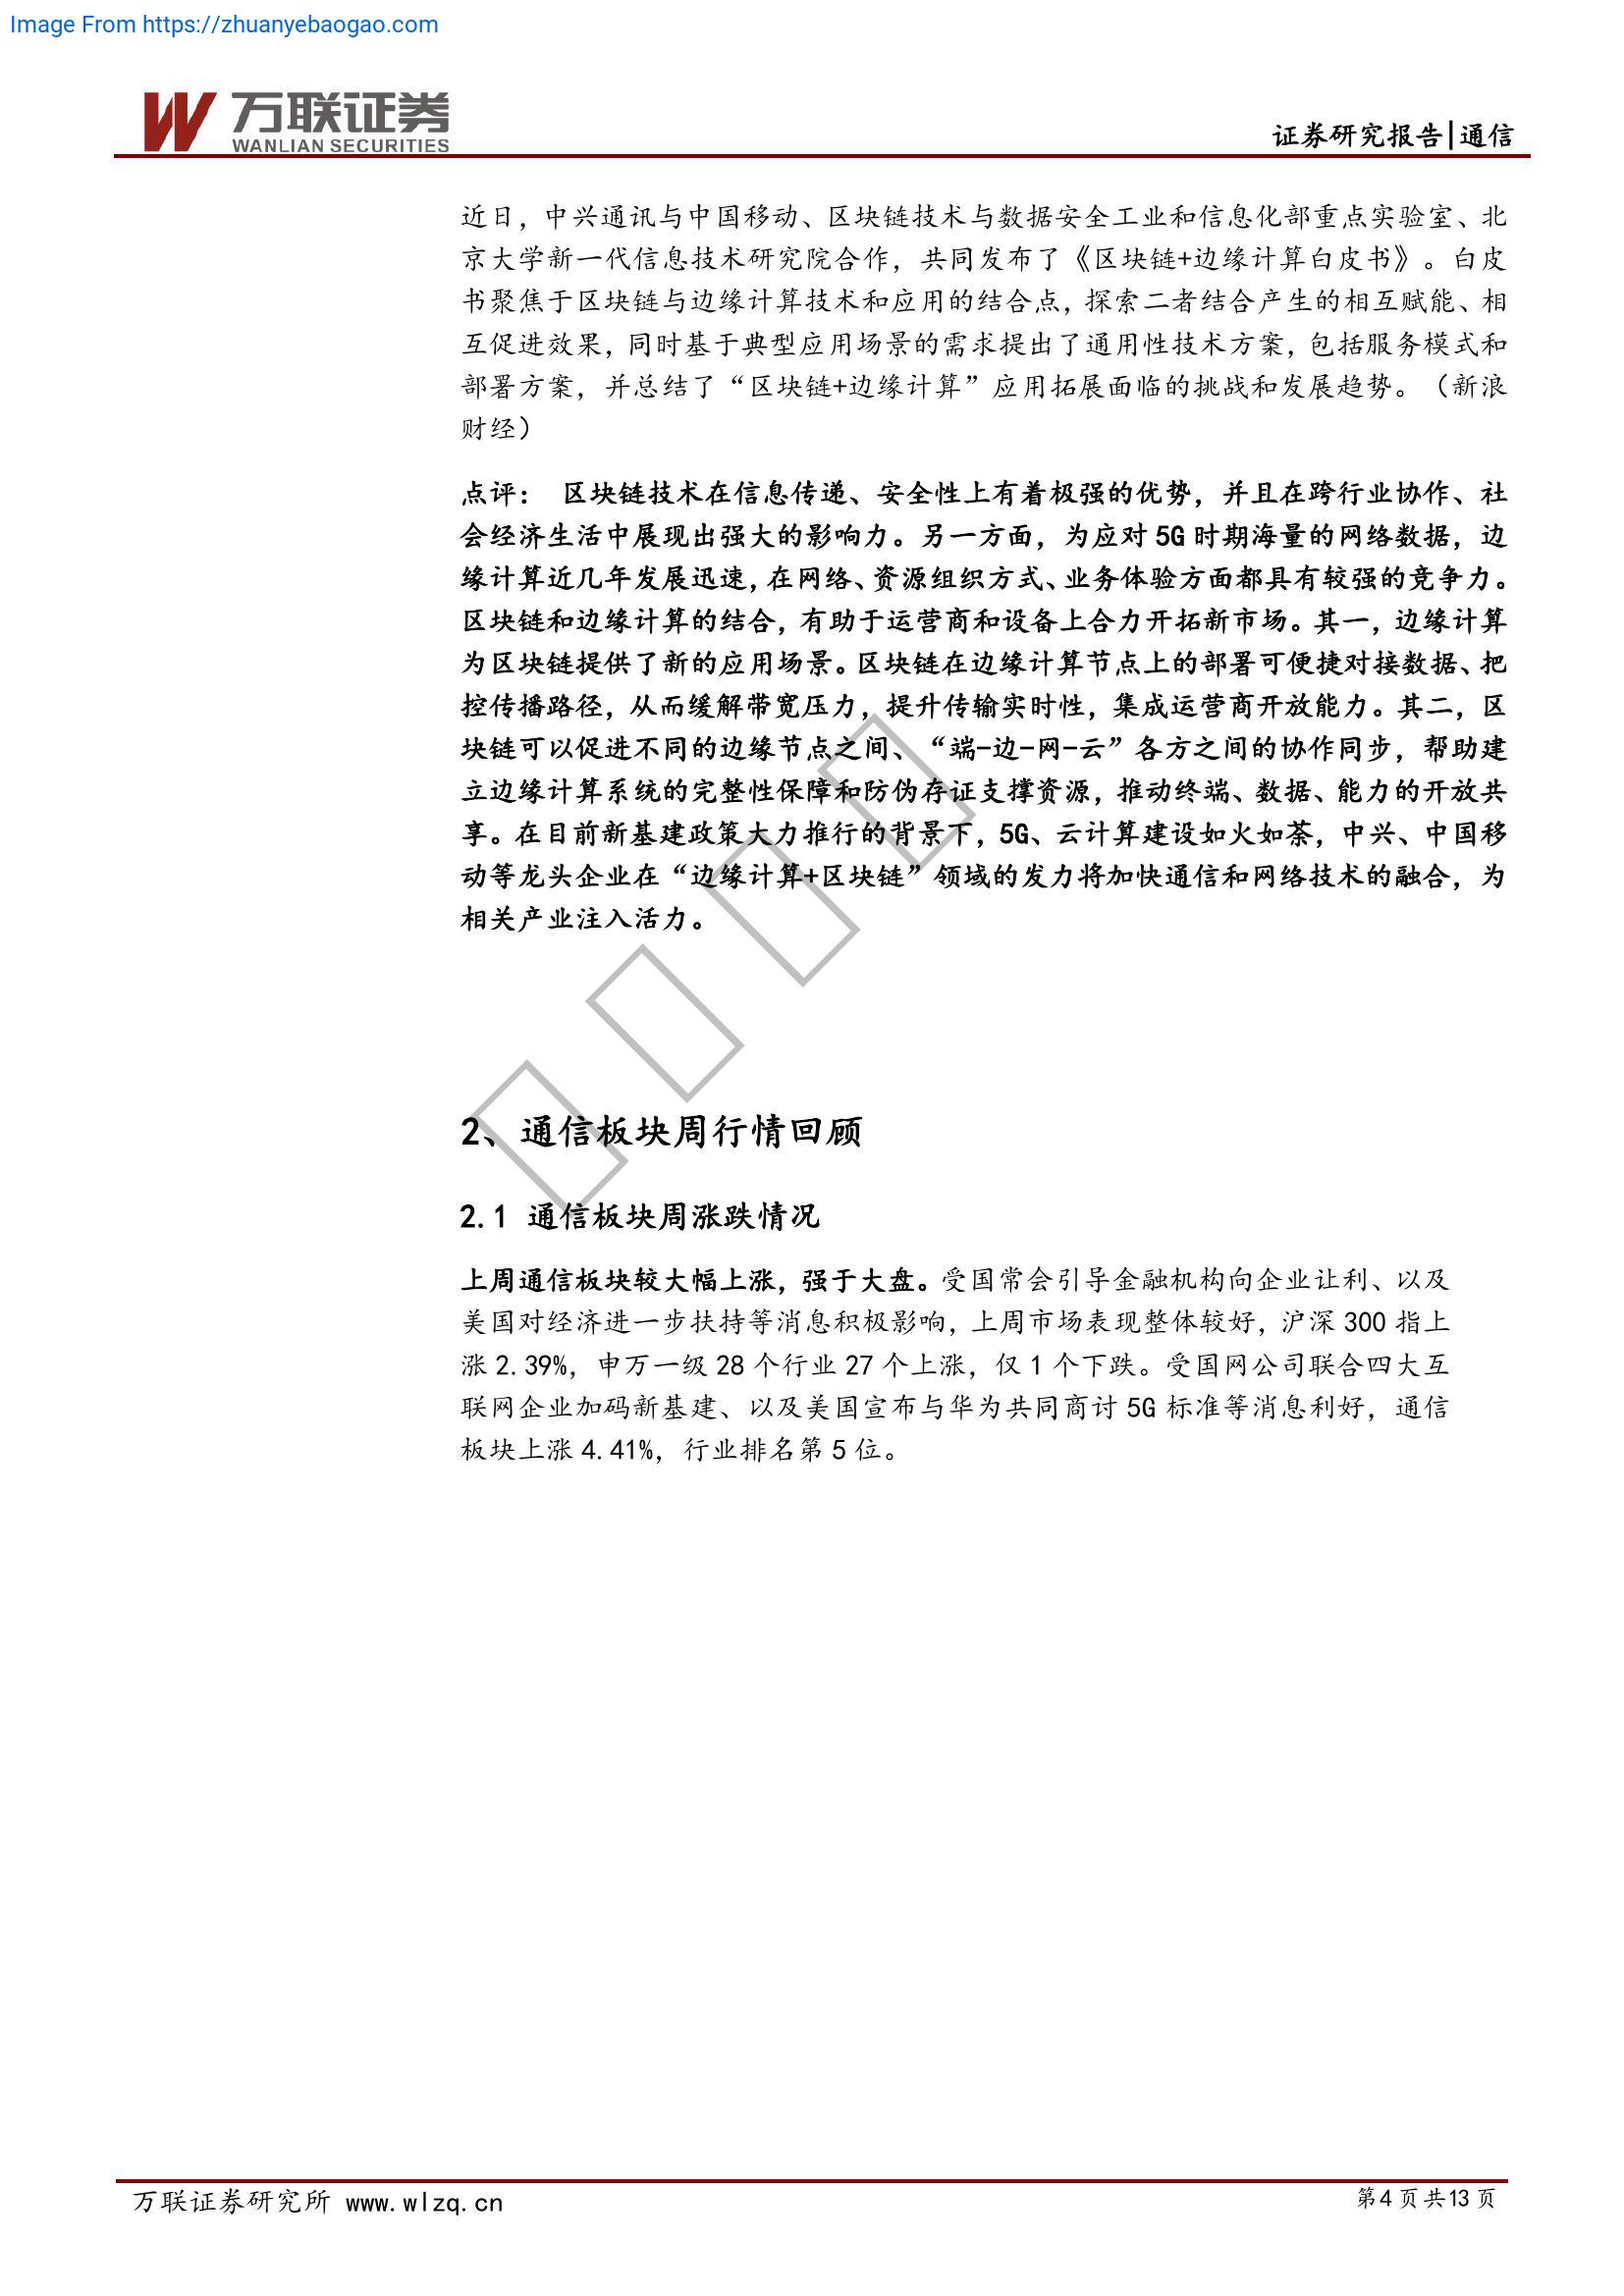 Image From https://zhuanyebaogao.com
万联证券
WANLIAN SECURITIES
证券研究报告|通信
近日，中兴通讯与中国移动、区块链技术与数据安全工业和信息化部重点实验室、北
京大学新一代信息技术研究院合作，共同发布了《区块链+边缘计算白皮书》。白皮
书聚焦于区块链与边缘计算技术和应用的结合点，探索二者结合产生的相互赋能、相
互促进效果，同时基于典型应用场景的需求提出了通用性技术方案，包括服务模式和
部署方案，并总结了“区块链+边缘计算”应用拓展面临的挑战和发展趋势。（新浪
财经）
点评： 区块链技术在信息传递、安全性上有着极强的优势，并且在跨行业协作、社
会经济生活中展现出强大的影响力。另一方面，为应对 5G 时期海量的网络数据，边
缘计算近几年发展迅速，在网络、资源组织方式、业务体验方面都具有较强的竞争力。
区块链和边缘计算的结合，有助于运营商和设备上合力开拓新市场。其一，边缘计算
为区块链提供了新的应用场景。区块链在边缘计算节点上的部署可便捷对接数据、把
控传播路径，从而缓解带宽压力，提升传输实时性，集成运营商开放能力。其二，区
块链可以促进不同的边缘节点之间、“端-边-网-云”各方之间的协作同步，帮助建
立边缘计算系统的完整性保障和防伪存证支撑资源，推动终端、数据、能力的开放共
享。在目前新基建政策大力推行的背景下，5G、云计算建设如火如荼，中兴、中国移
动等龙头企业在“边缘计算+区块链”领域的发力将加快通信和网络技术的融合，为
相关产业注入活力。
2、通信板块周行情回顾
2.1 通信板块周涨跌情况
上周通信板块较大幅上涨，强于大盘。受国常会引导金融机构向企业让利、以及
美国对经济进一步扶持等消息积极影响，上周市场表现整体较好，沪深 300 指上
涨 2.39%，申万一级 28 个行业 27 个上涨，仅 1 个下跌。受国网公司联合四大互
联网企业加码新基建、以及美国宣布与华为共同商讨 5G 标准等消息利好，通信
板块上涨 4.41%，行业排名第 5 位。
万联证券研究所 www.wlzq.cn
第4 页 共13 页